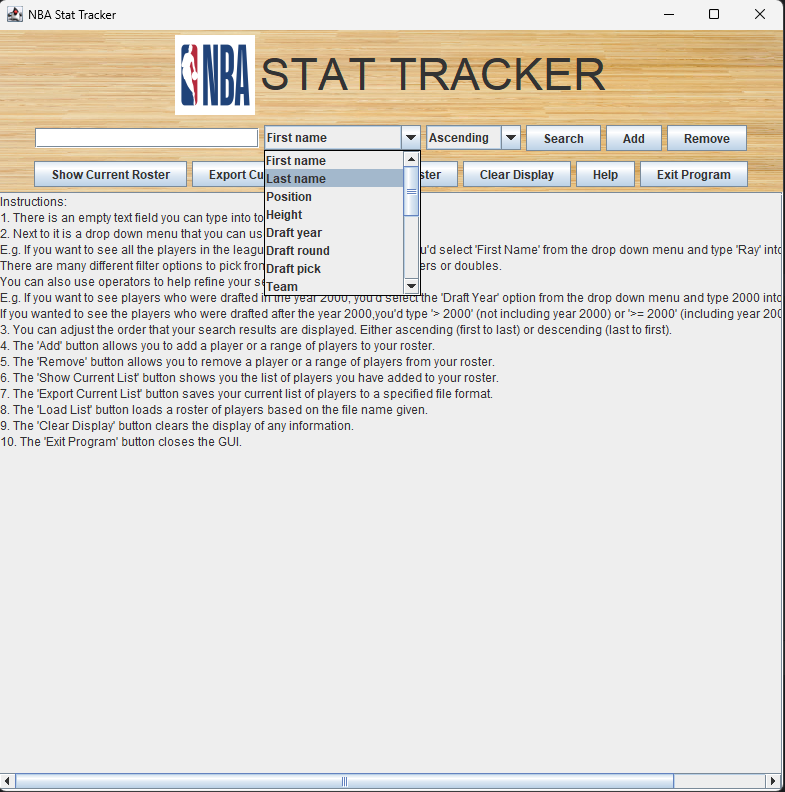 NBA Stat Tracker
NBA STAT TRACKER
First name Ascending Search Add Remove
Show Current Roster Export Cu ster Clear Display Help Exit Program
First name
Last name
Position
Height
Draft year
Draft round
Draft pick
Team
Instructions:
1. There is an empty text field you can type into to
2. Next to it is a drop down menu that you can us
E.g. If you want to see all the players in the leagu u'd select 'First Name' from the drop down menu and type 'Ray' into
There are many different filter options to pick from ers or doubles.
You can also use operators to help refine your se
E.g. If you want to see players who were drafted in the year 2000, you'd select the 'Draft Year' option from the drop down menu and type 2000 into
If you wanted to see the players who were drafted after the year 2000,you'd type '> 2000' (not including year 2000) or '>= 2000' (including year 200
3. You can adjust the order that your search results are displayed. Either ascending (first to last) or descending (last to first).
4. The 'Add' button allows you to add a player or a range of players to your roster.
5. The 'Remove' button allows you to remove a player or a range of players from your roster.
6. The 'Show Current List' button shows you the list of players you have added to your roster.
7. The 'Export Current List' button saves your current list of players to a specified file format.
8. The 'Load List' button loads a roster of players based on the file name given.
9. The 'Clear Display' button clears the display of any information.
10. The 'Exit Program' button closes the GUI.